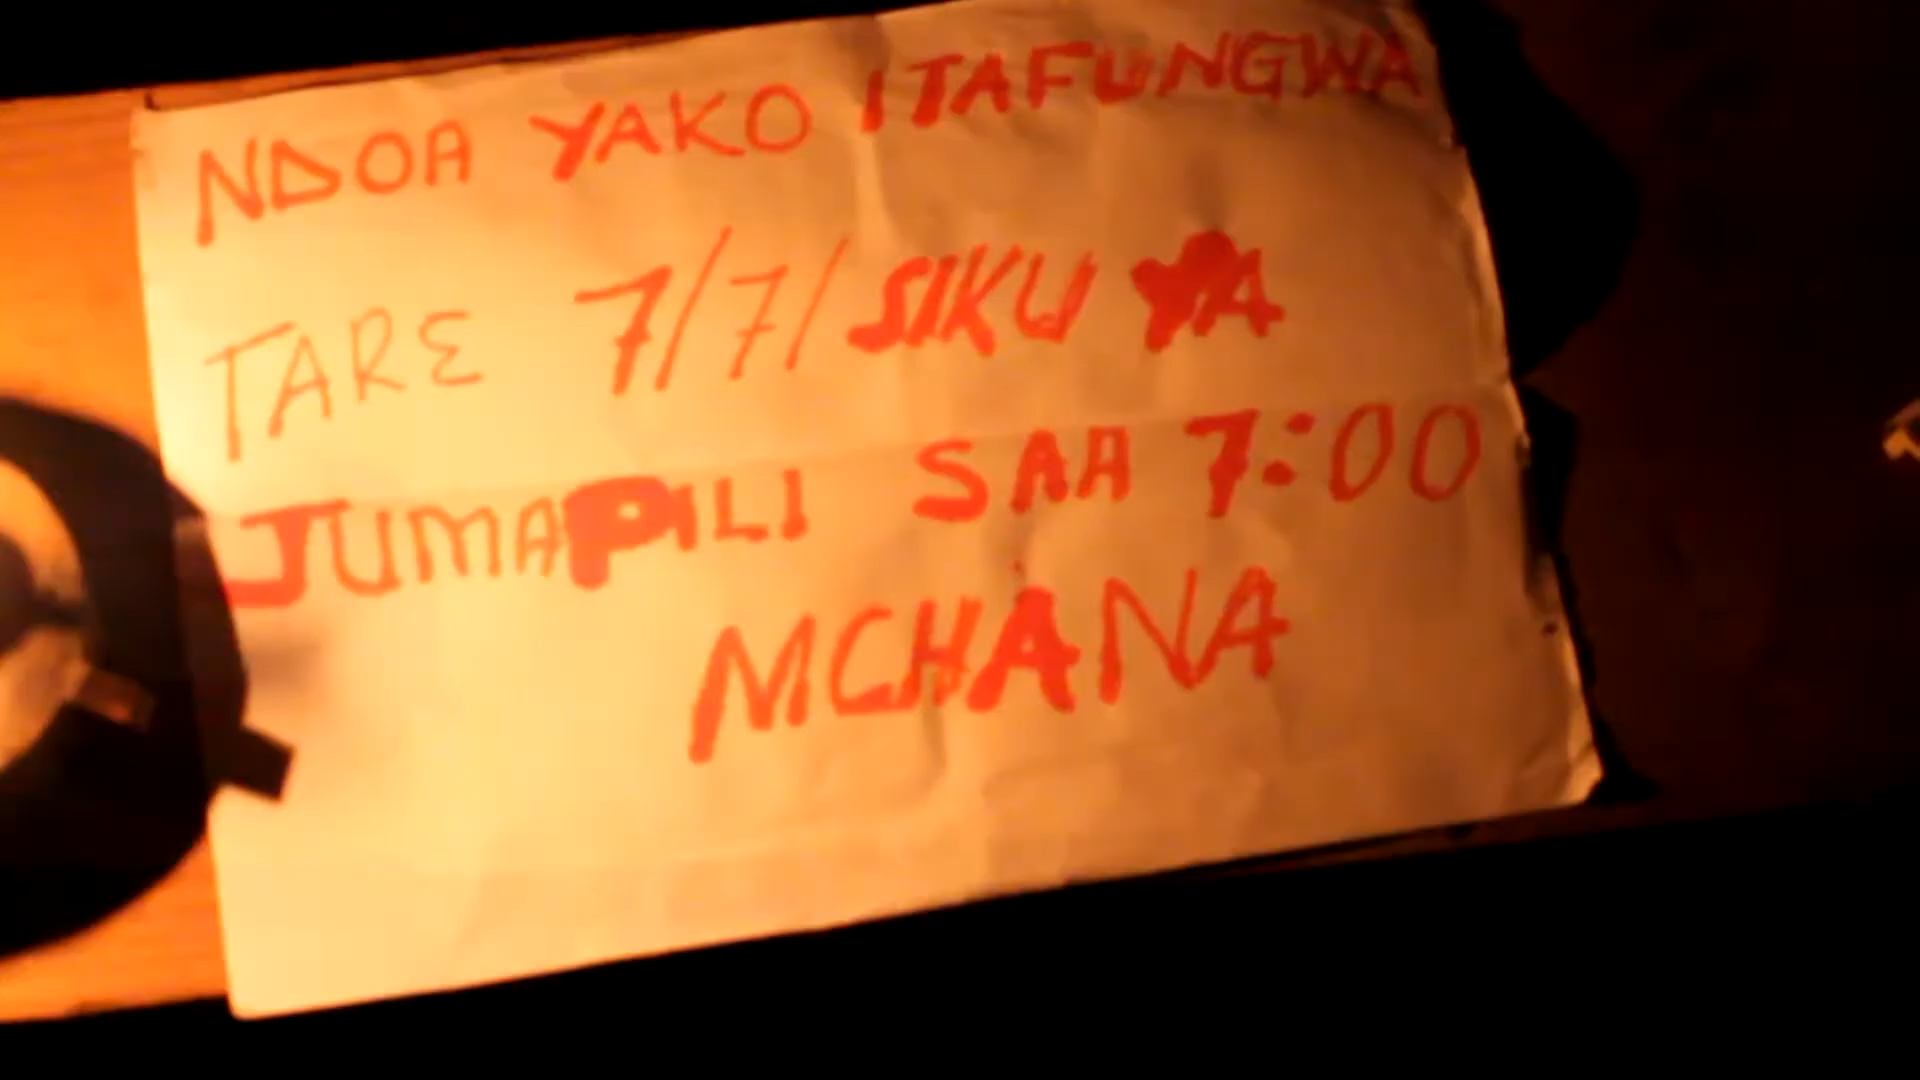 NDOA YAKO ITAFUNGWA
TARE 7/7/SIKU YA
JUMAPILI SAA 7:00
MCHANA